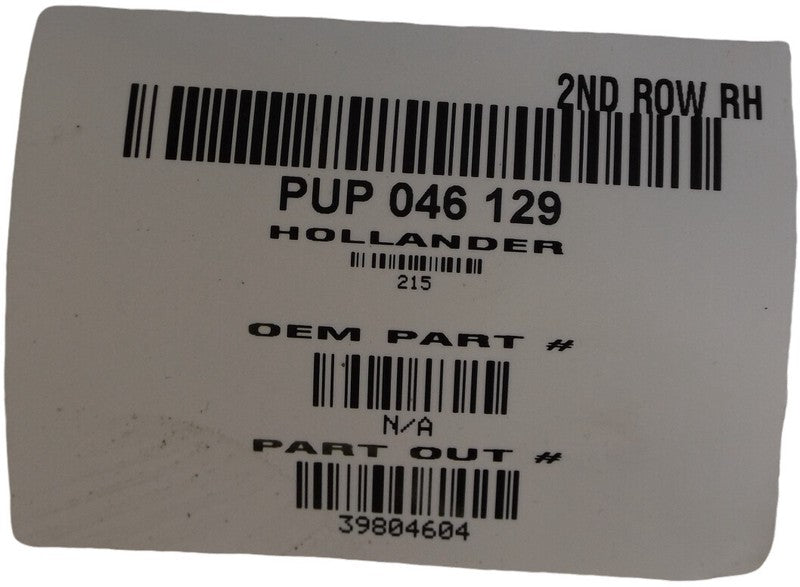 2ND ROW RH
PUP 046 129
HOLLANDER
215
OEM PART #
N/A
PART OUT #
39804604